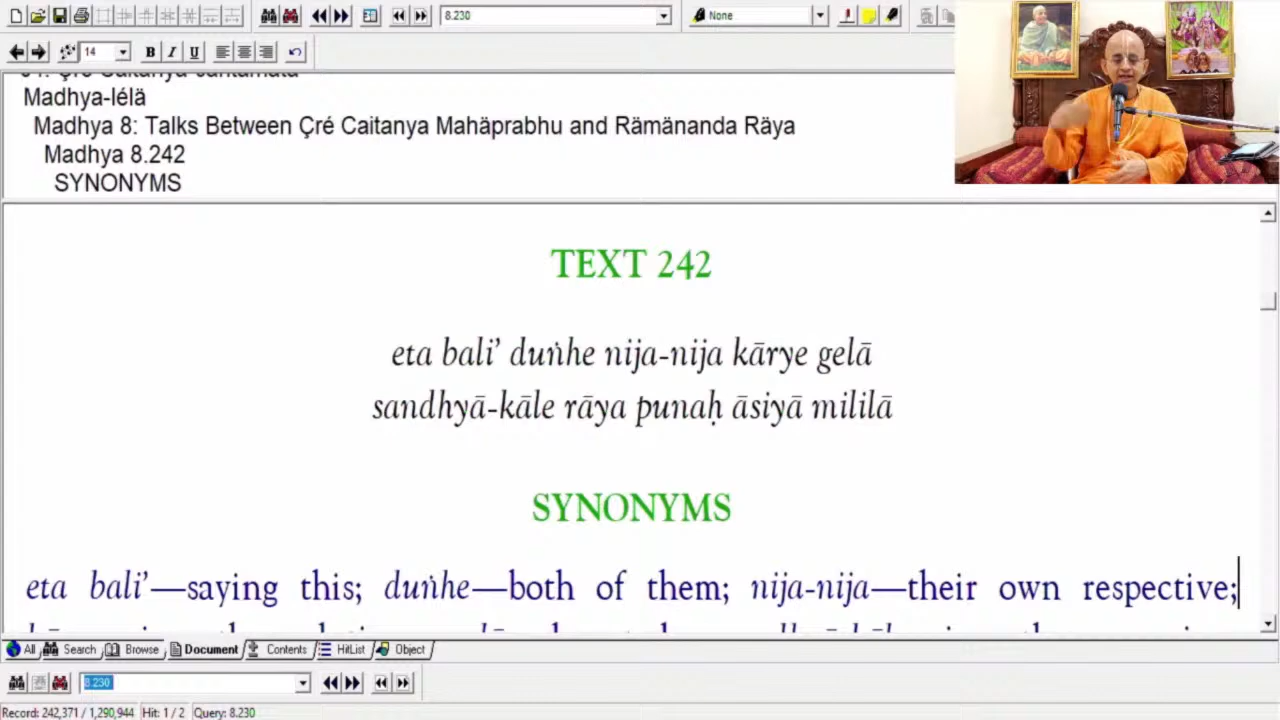 8.230
None
14
B I U
Madhya-lélä
Madhya 8: Talks Between Çré Caitanya Mahäprabhu and Rämänanda Räya
Madhya 8.242
SYNONYMS
TEXT 242
eta bali’ duṅhe nija-nija kārye gelā
sandhyā-kāle rāya punaḥ āsiyā mililā
SYNONYMS
eta bali’—saying this; duṅhe—both of them; nija-nija—their own respective;
All Search Browse Document Contents HitList Object
8.230
Record: 242,371 / 1,290,944 Hit: 1 / 2 Query: 8.230